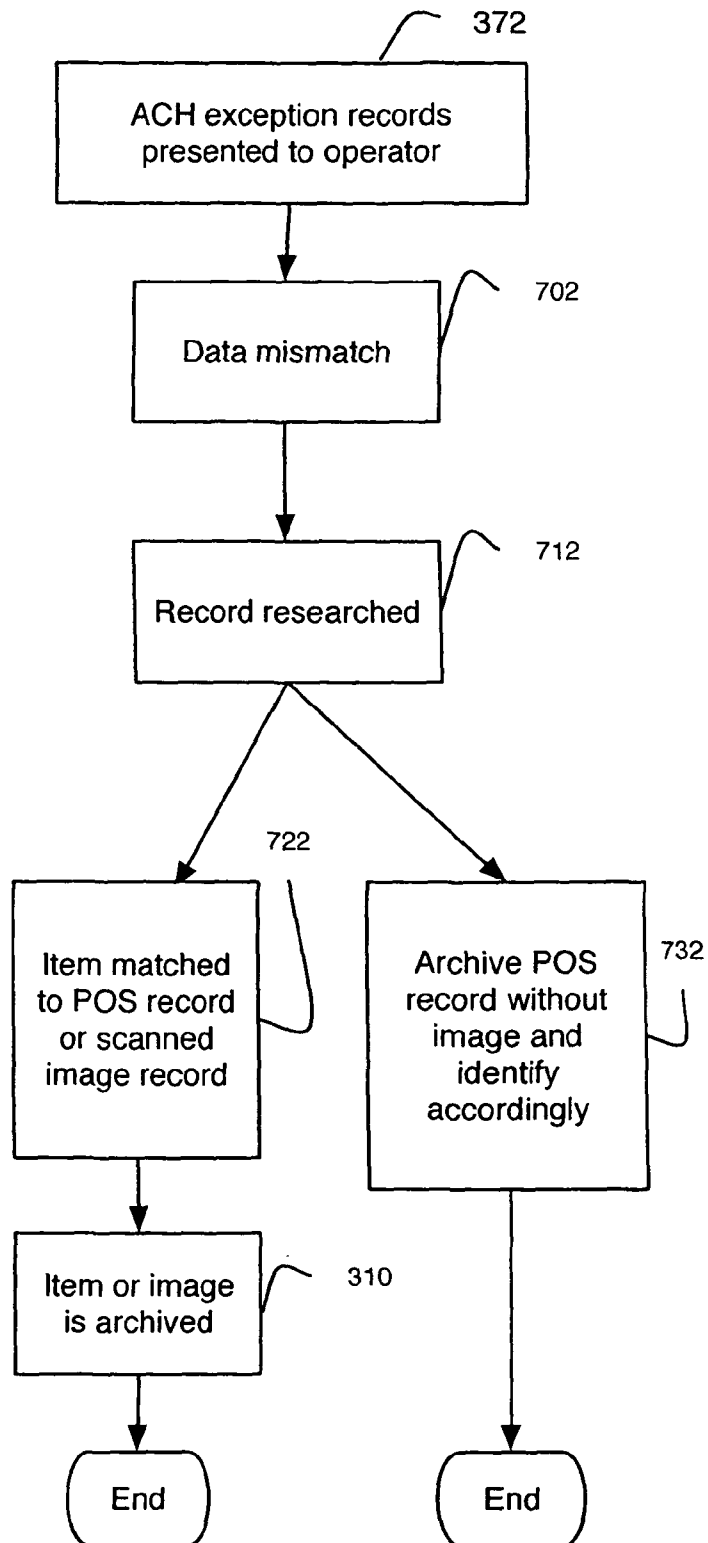 372
ACH exception records
presented to operator
702
Data mismatch
712
Record researched
722
Item matched
to POS record
or scanned
image record
732
Archive POS
record without
image and
identify
accordingly
310
Item or image
is archived
End
End